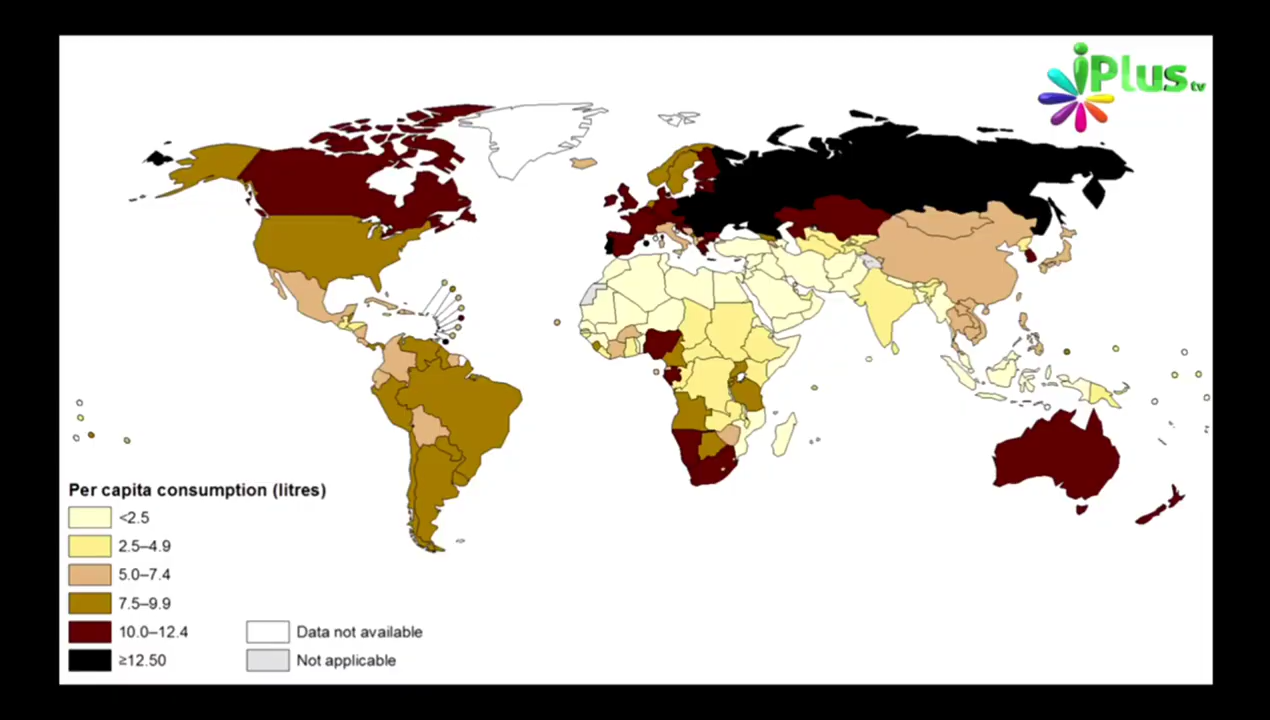 iPlus tv
Per capita consumption (litres)
<2.5
2.5–4.9
5.0–7.4
7.5–9.9
10.0–12.4
≥12.50
Data not available
Not applicable